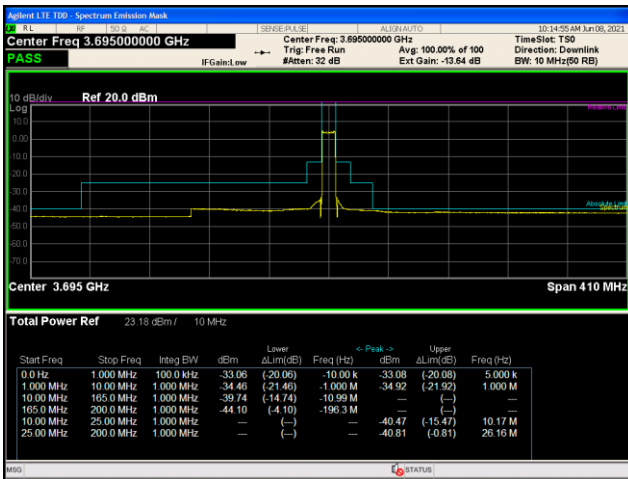 Agilent LTE TDD - Spectrum Emission Mask
RL RF 50 Ω AC SENSE:PULSE ALIGN AUTO 10:14:55 AM Jun 08, 2021
Center Freq 3.695000000 GHz Center Freq: 3.695000000 GHz TimeSlot: TS0
Trig: Free Run Avg: 100.00% of 100 Direction: Downlink
PASS IFGain:Low #Atten: 32 dB Ext Gain: -13.64 dB BW: 10 MHz(50 RB)
10 dB/div Ref 20.0 dBm
Log
Relative Limit
10.0
0.00
-10.0
-20.0
-30.0
-40.0
Absolute Limit
Spectrum
-50.0
-60.0
-70.0
Center 3.695 GHz Span 410 MHz
Total Power Ref 23.18 dBm / 10 MHz
Lower <- Peak -> Upper
Start Freq Stop Freq Integ BW dBm ΔLim(dB) Freq (Hz) dBm ΔLim(dB) Freq (Hz)
0.0 Hz 1.000 MHz 100.0 kHz -33.06 (-20.06) -10.00 k -33.08 (-20.08) 5.000 k
1.000 MHz 10.00 MHz 1.000 MHz -34.46 (-21.46) -1.000 M -34.92 (-21.92) 1.000 M
10.00 MHz 165.0 MHz 1.000 MHz -39.74 (-14.74) -10.99 M --- (---) ---
165.0 MHz 200.0 MHz 1.000 MHz -44.10 (-4.10) -196.3 M --- (---) ---
10.00 MHz 25.00 MHz 1.000 MHz --- (---) --- -40.47 (-15.47) 10.17 M
25.00 MHz 200.0 MHz 1.000 MHz --- (---) --- -40.81 (-0.81) 26.16 M
MSG STATUS